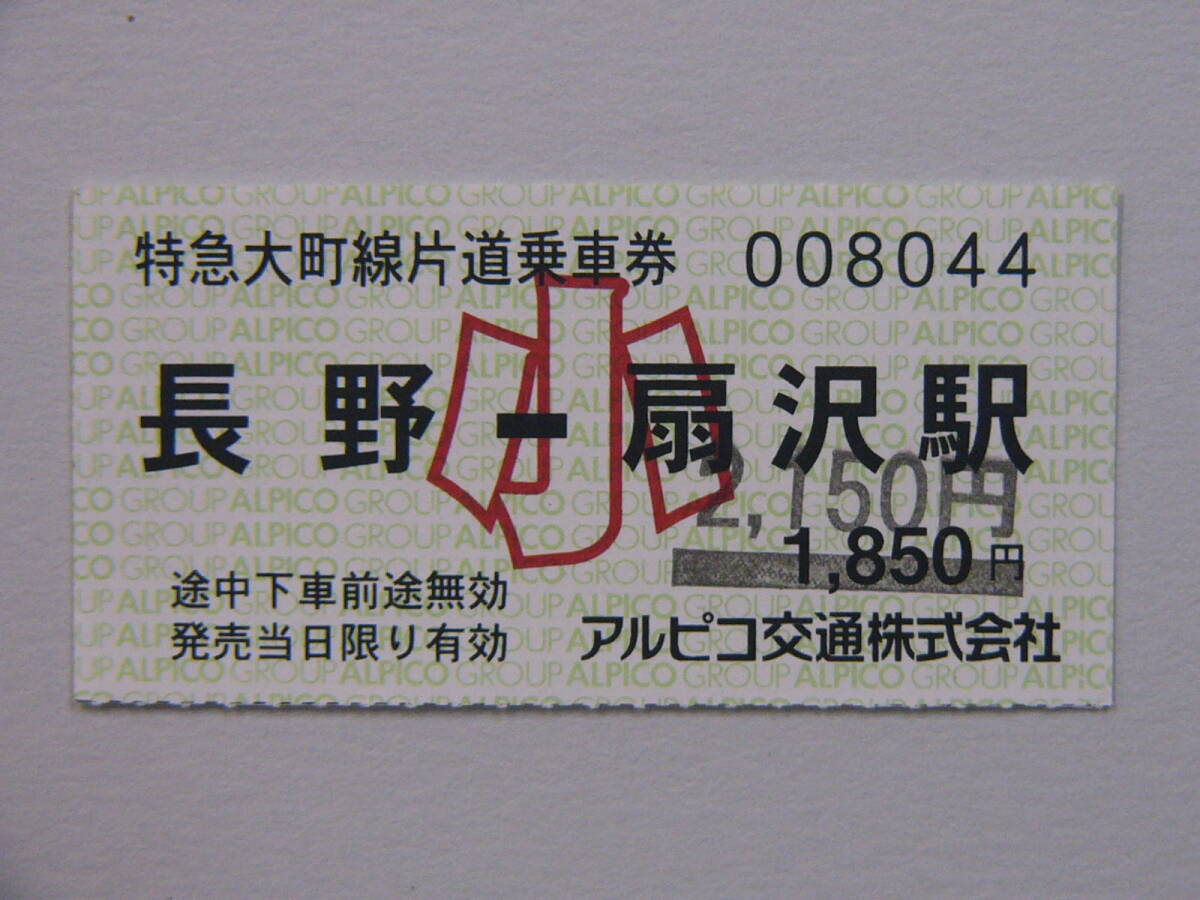 特急大町線片道乗車券 008044
小
長野ー扇沢駅
2,150円
1,850円
途中下車前途無効
発売当日限り有効
アルピコ交通株式会社